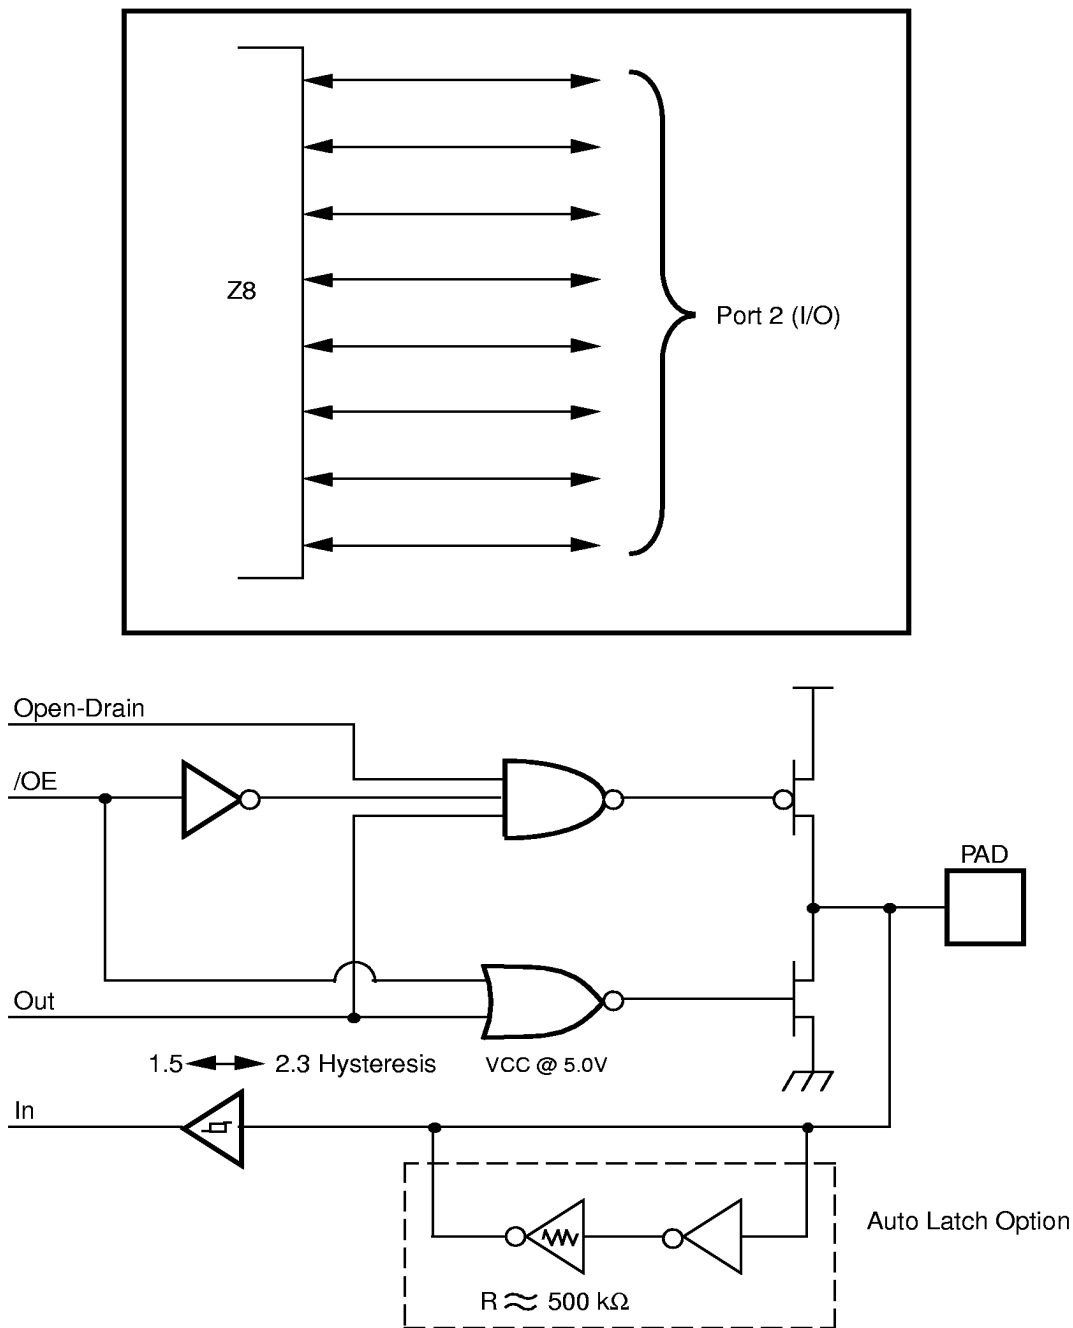 Z8
Port 2 (I/O)
Open-Drain
/OE
PAD
Out
1.5 2.3 Hysteresis VCC @ 5.0V
In
Auto Latch Option
R ≈ 500 kΩ